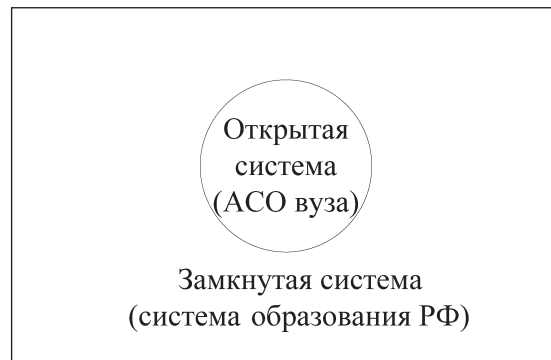 Открытая
система
(АСО вуза)
Замкнутая система
(система образования РФ)